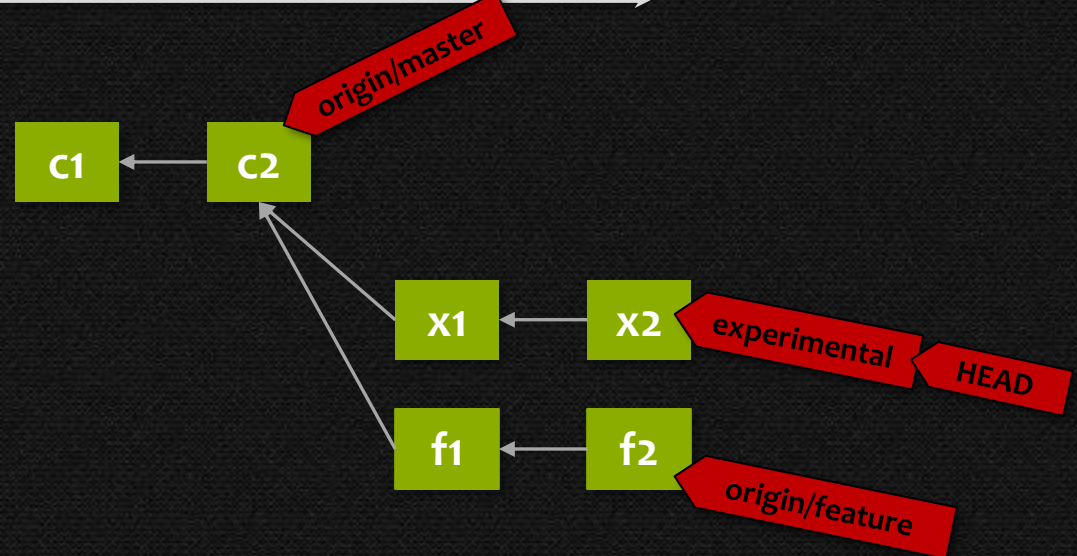 origin/master
c1
c2
x1
x2
experimental
HEAD
f1
f2
origin/feature